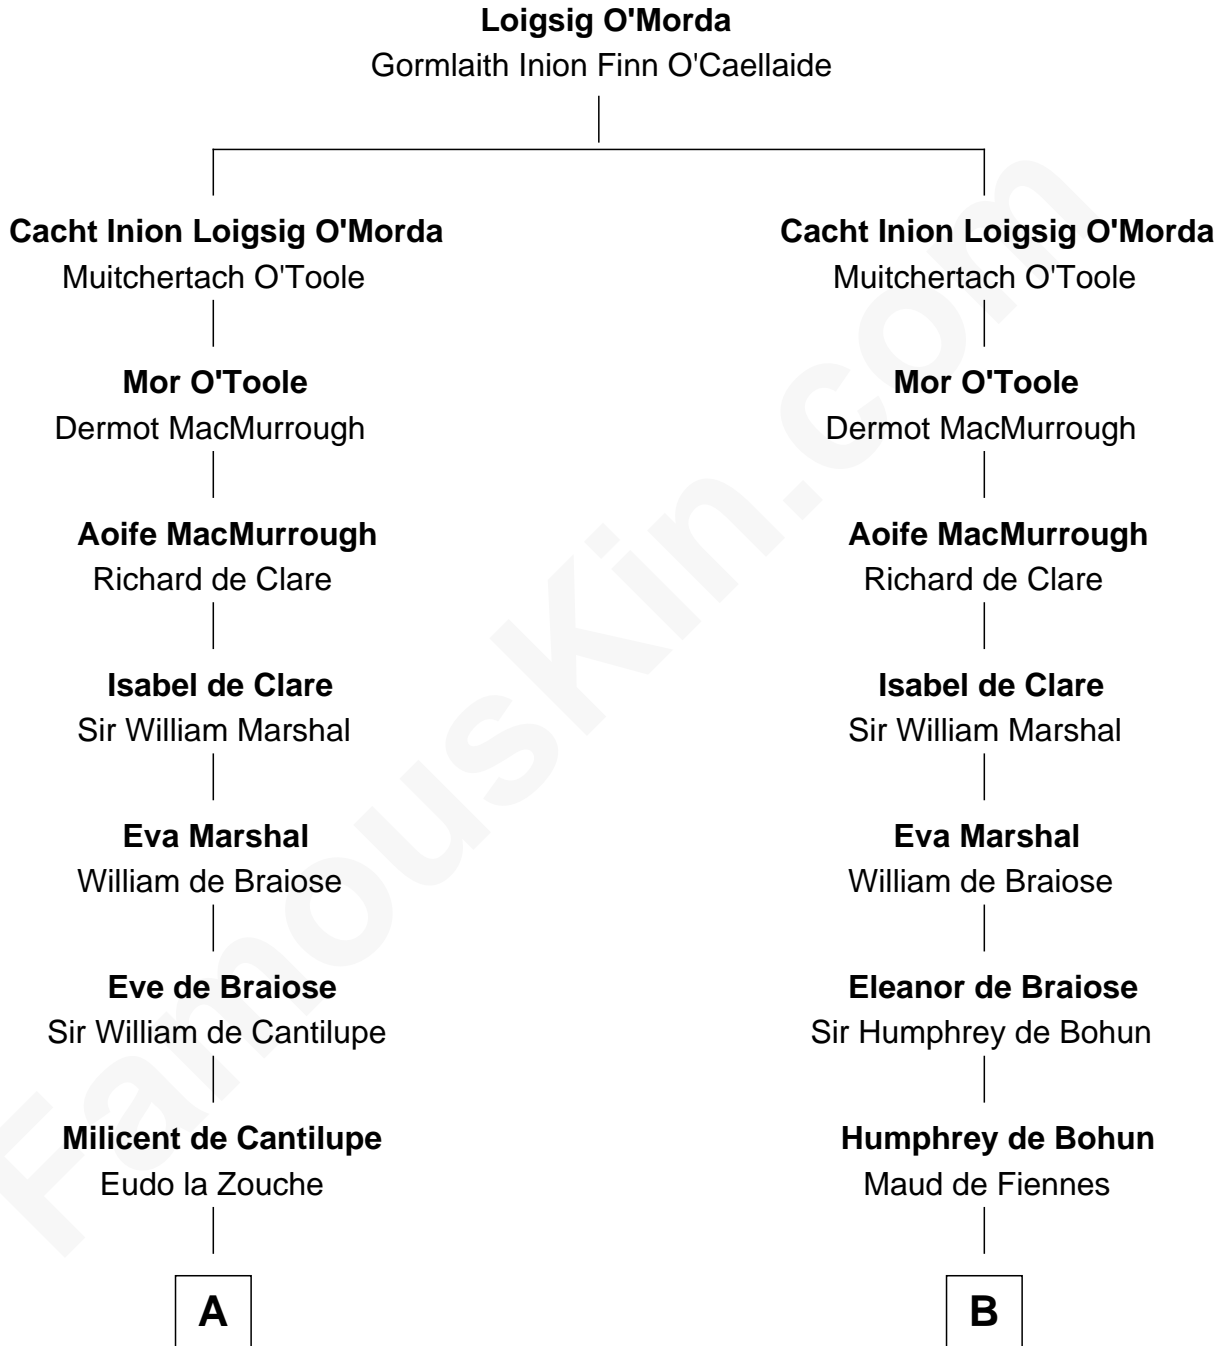 Loigsig O'Morda
Gormlaith Inion Finn O'Caellaide
Cacht Inion Loigsig O'Morda
Muitchertach O'Toole
Mor O'Toole
Dermot MacMurrough
Aoife MacMurrough
Richard de Clare
Isabel de Clare
Sir William Marshal
Eva Marshal
William de Braiose
Eve de Braiose
Sir William de Cantilupe
Milicent de Cantilupe
Eudo la Zouche
A
Cacht Inion Loigsig O'Morda
Muitchertach O'Toole
Mor O'Toole
Dermot MacMurrough
Aoife MacMurrough
Richard de Clare
Isabel de Clare
Sir William Marshal
Eva Marshal
William de Braiose
Eleanor de Braiose
Sir Humphrey de Bohun
Humphrey de Bohun
Maud de Fiennes
B
FamousKin.com